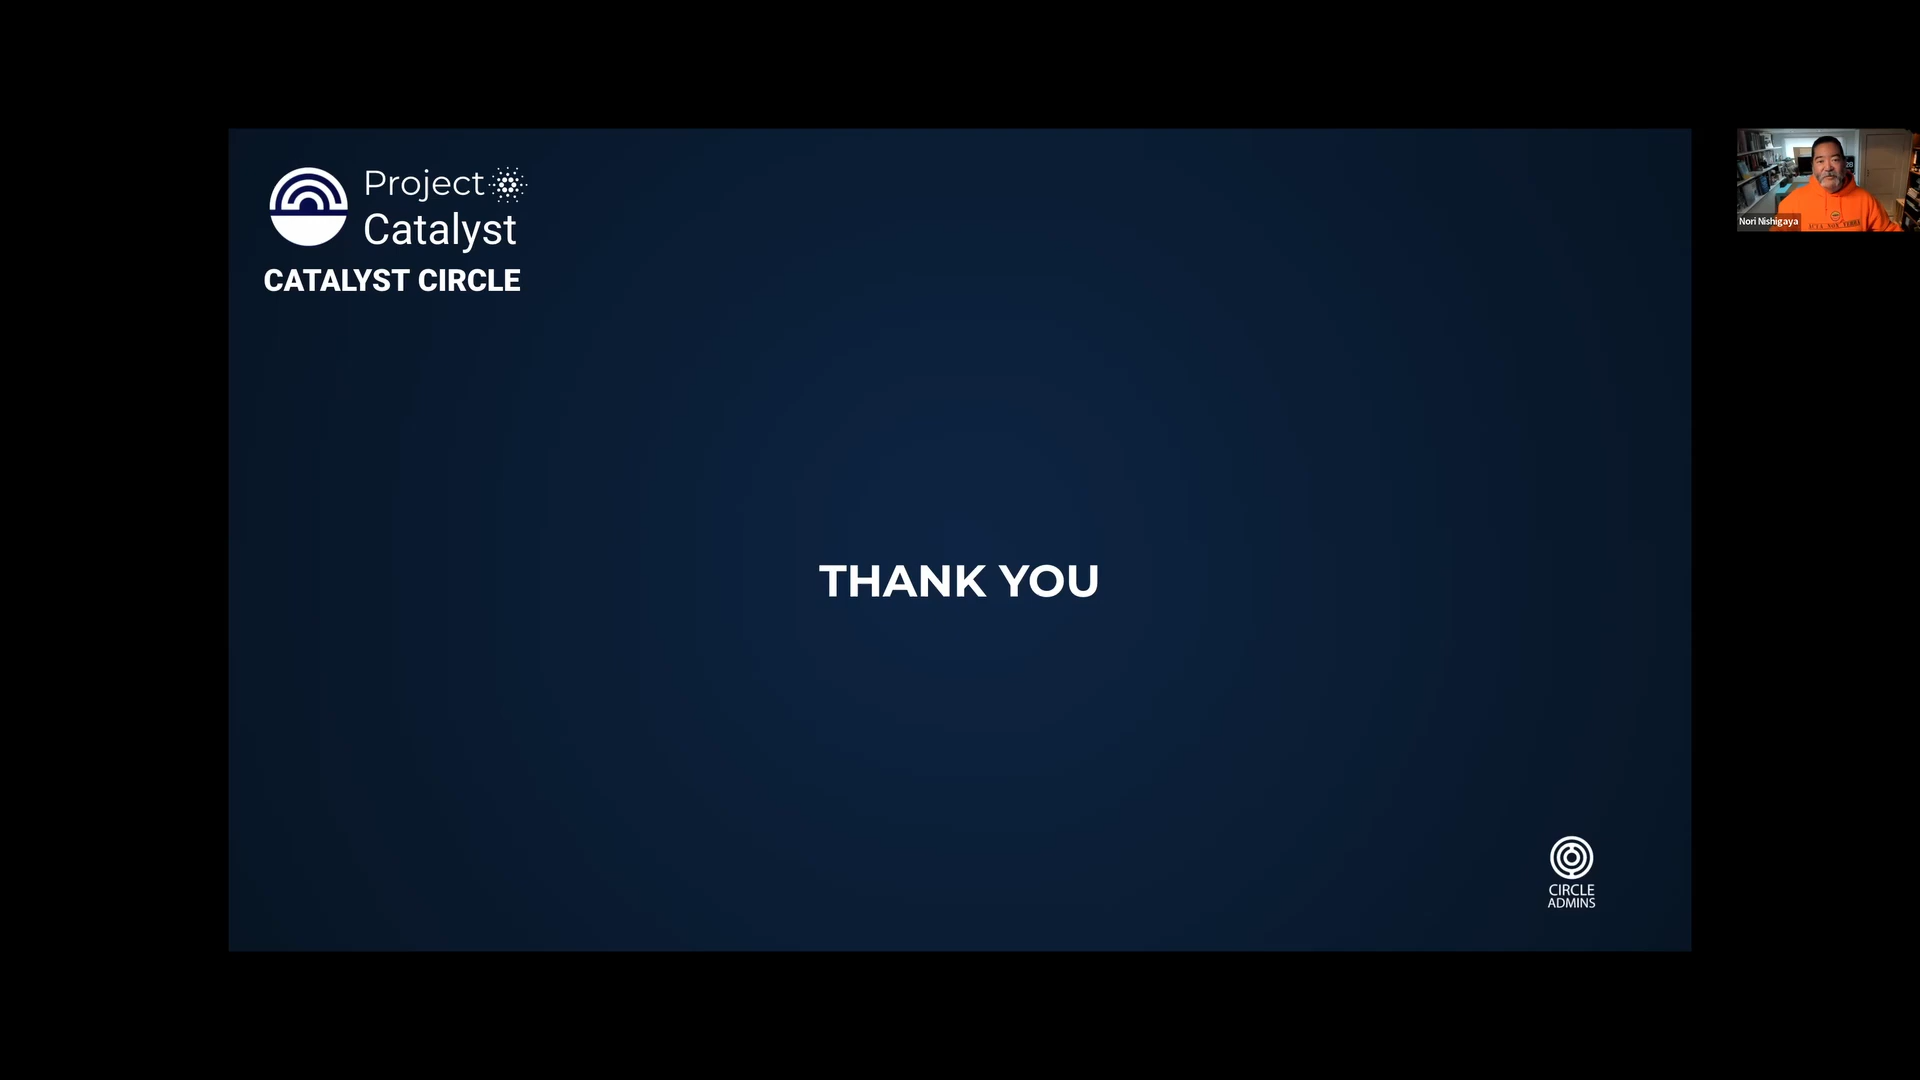 Project
Catalyst
CATALYST CIRCLE
Nori Nishigaya
THANK YOU
CIRCLE
ADMINS